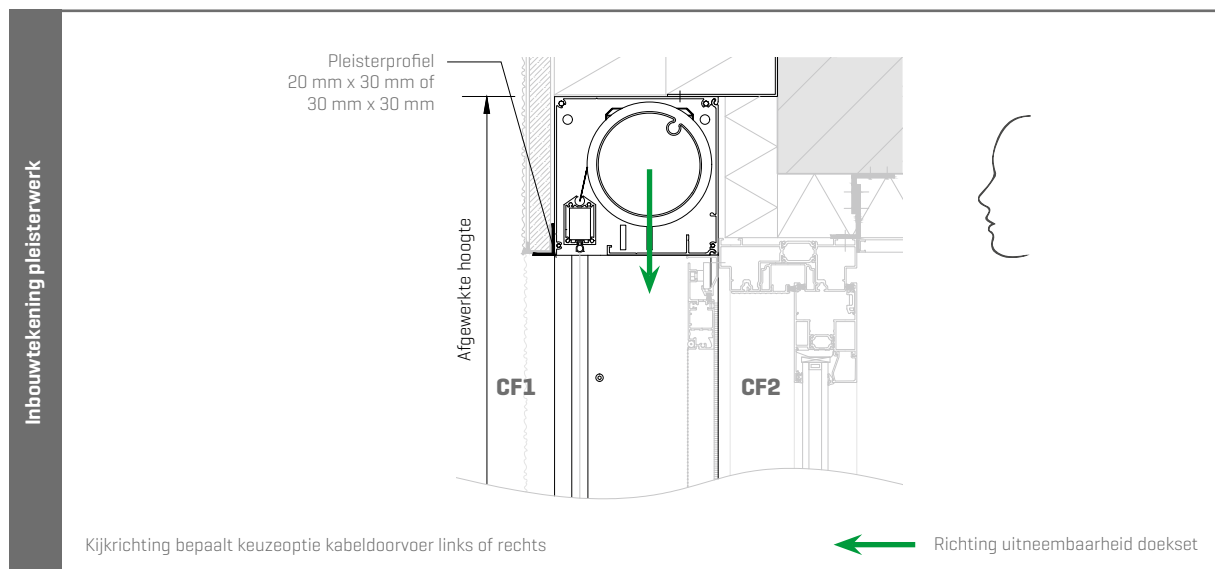 Inbouwtekening pleisterwerk
Pleisterprofiel
20 mm x 30 mm of
30 mm x 30 mm
Afgewerkte hoogte
CF1
CF2
Kijkrichting bepaalt keuzeoptie kabeldoorvoer links of rechts
Richting uitneembaarheid doekset